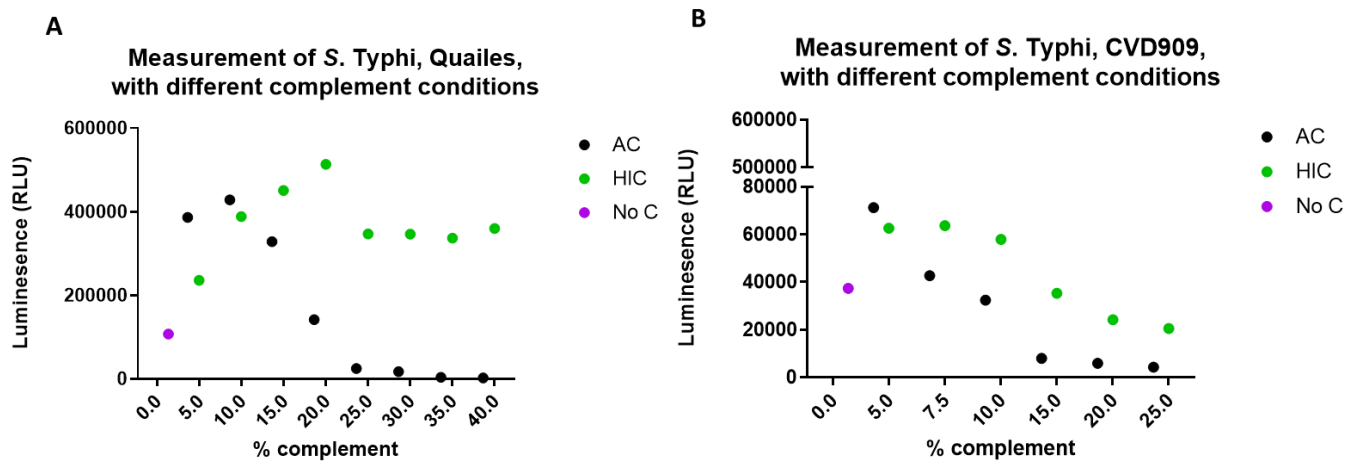 A
Measurement of S. Typhi, Quailes,
with different complement conditions
Luminesence (RLU)
600000
400000
200000
0
0.0
5.0
10.0
15.0
20.0
25.0
30.0
35.0
40.0
% complement
AC
HIC
No C
B
Measurement of S. Typhi, CVD909,
with different complement conditions
Luminesence (RLU)
600000
500000
80000
60000
40000
20000
0
0.0
5.0
7.5
10.0
15.0
20.0
25.0
% complement
AC
HIC
No C